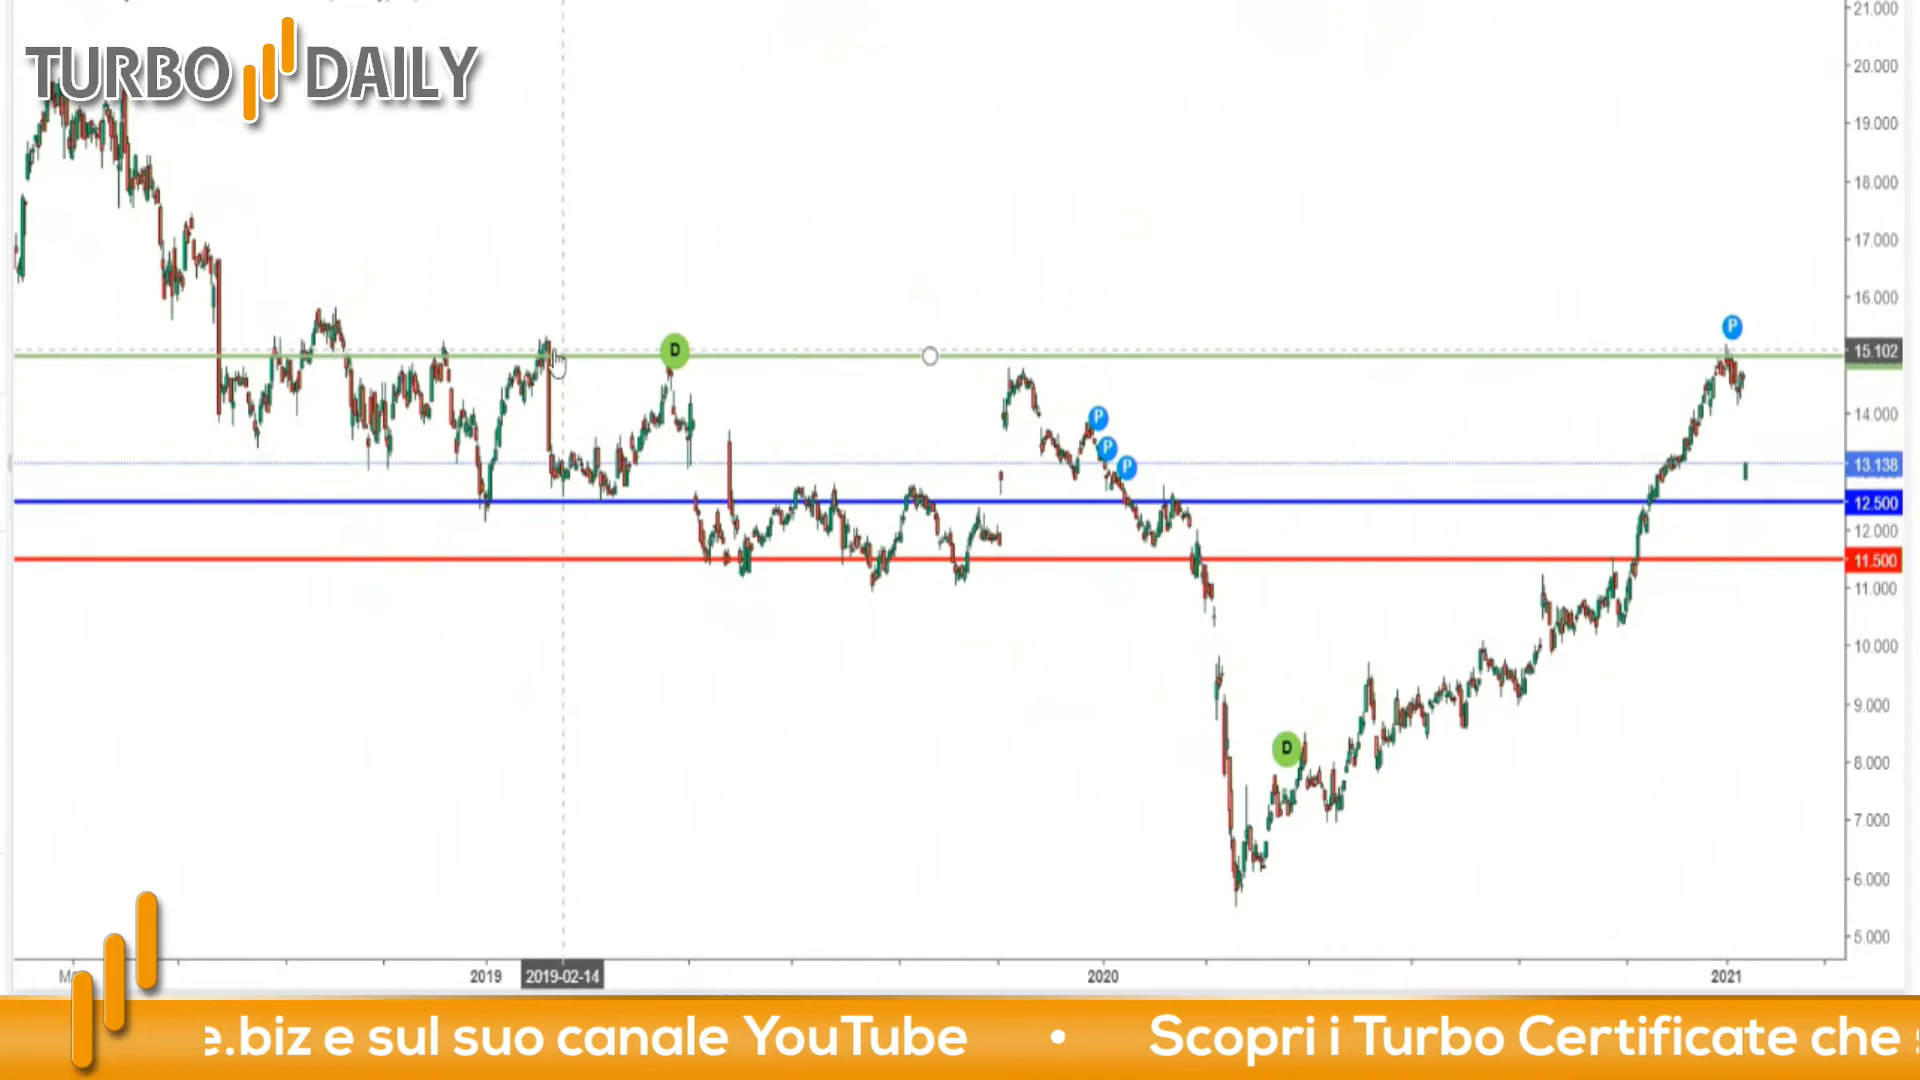 TURBO DAILY
21.000
20.000
19.000
18.000
17.000
16.000
15.102
14.000
13.138
12.500
12.000
11.500
11.000
10.000
9.000
8.000
7.000
6.000
5.000
D
P
P
P
P
D
2019
2019-02-14
2020
2021
e.biz e sul suo canale YouTube • Scopri i Turbo Certificate che